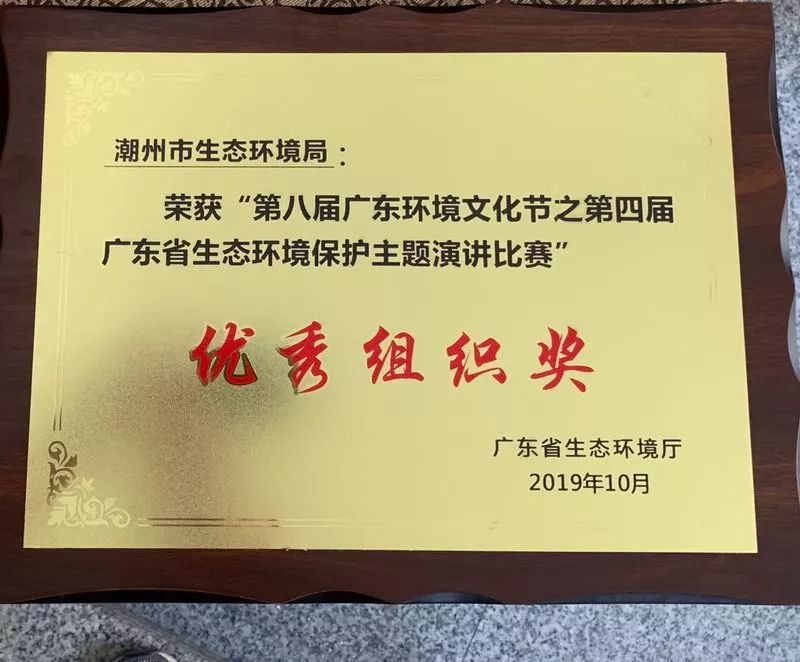 潮州市生态环境局：
荣获“第八届广东环境文化节之第四届
广东省生态环境保护主题演讲比赛”
优秀组织奖
广东省生态环境厅
2019年10月